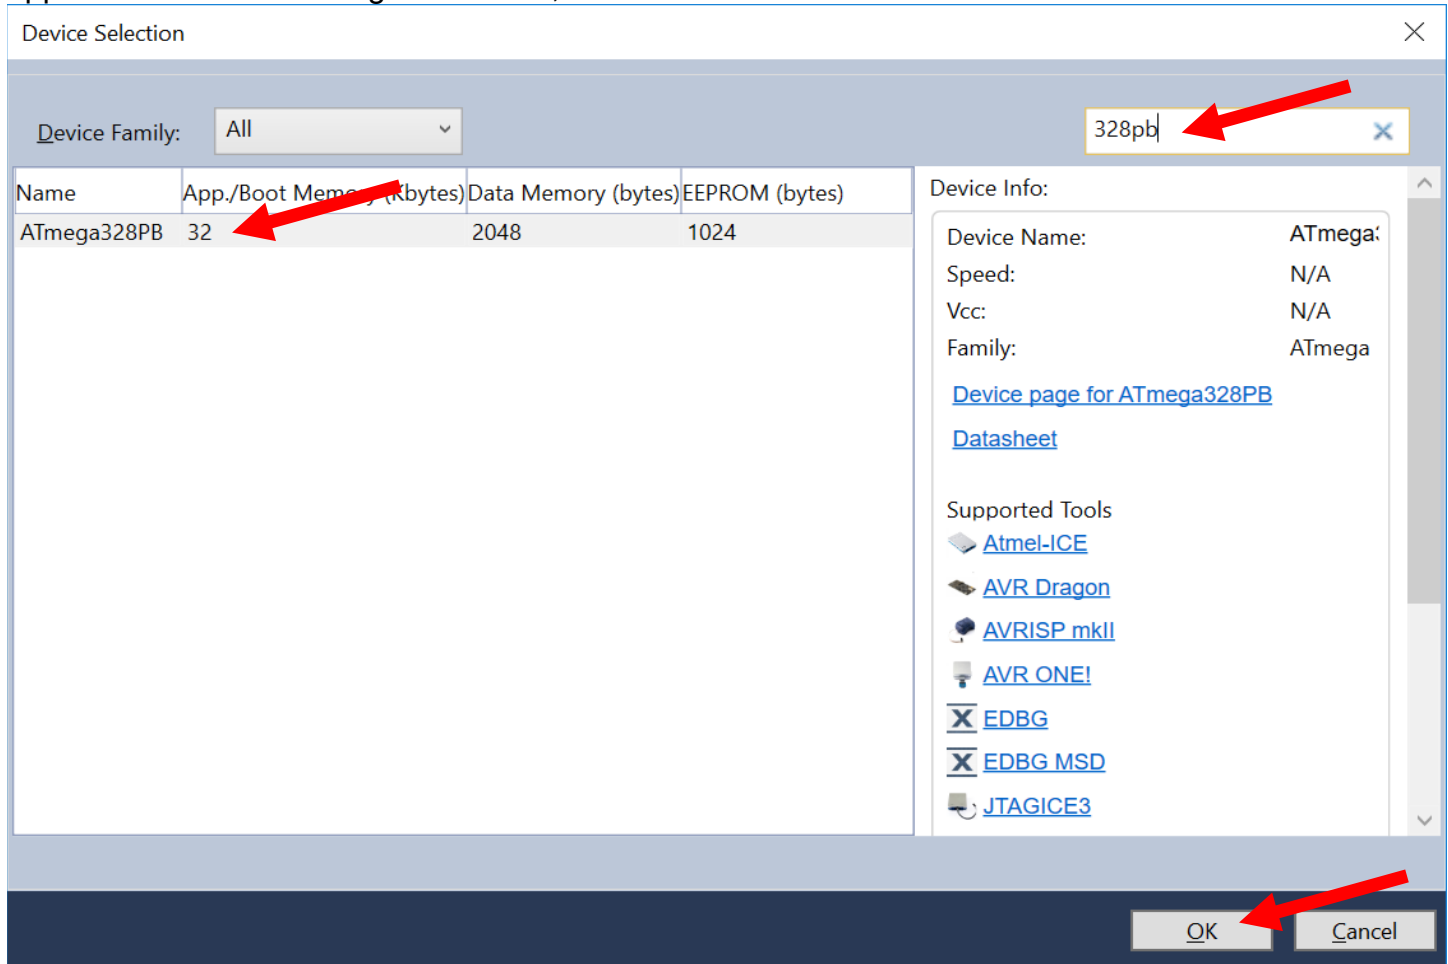 Device Selection
Device Family: All
328pb
Name App./Boot Memory (Kbytes) Data Memory (bytes) EEPROM (bytes)
ATmega328PB 32 2048 1024
Device Info:
Device Name: ATmega
Speed: N/A
Vcc: N/A
Family: ATmega
Device page for ATmega328PB
Datasheet
Supported Tools
Atmel-ICE
AVR Dragon
AVRISP mkII
AVR ONE!
EDBG
EDBG MSD
JTAGICE3
OK Cancel